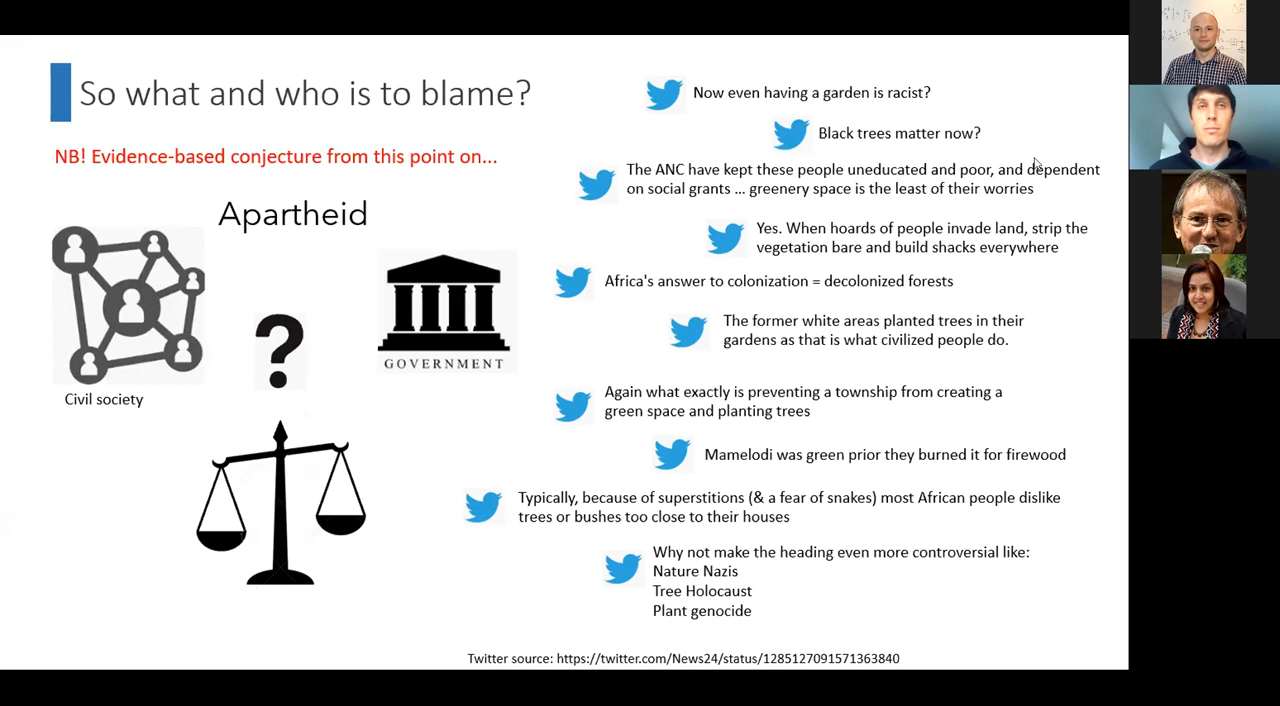 So what and who is to blame?
NB! Evidence-based conjecture from this point on...
Apartheid
GOVERNMENT
Civil society
Now even having a garden is racist?
Black trees matter now?
The ANC have kept these people uneducated and poor, and dependent
on social grants ... greenery space is the least of their worries
Yes. When hoards of people invade land, strip the
vegetation bare and build shacks everywhere
Africa's answer to colonization = decolonized forests
The former white areas planted trees in their
gardens as that is what civilized people do.
Again what exactly is preventing a township from creating a
green space and planting trees
Mamelodi was green prior they burned it for firewood
Typically, because of superstitions (& a fear of snakes) most African people dislike
trees or bushes too close to their houses
Why not make the heading even more controversial like:
Nature Nazis
Tree Holocaust
Plant genocide
Twitter source: https://twitter.com/News24/status/1285127091571363840